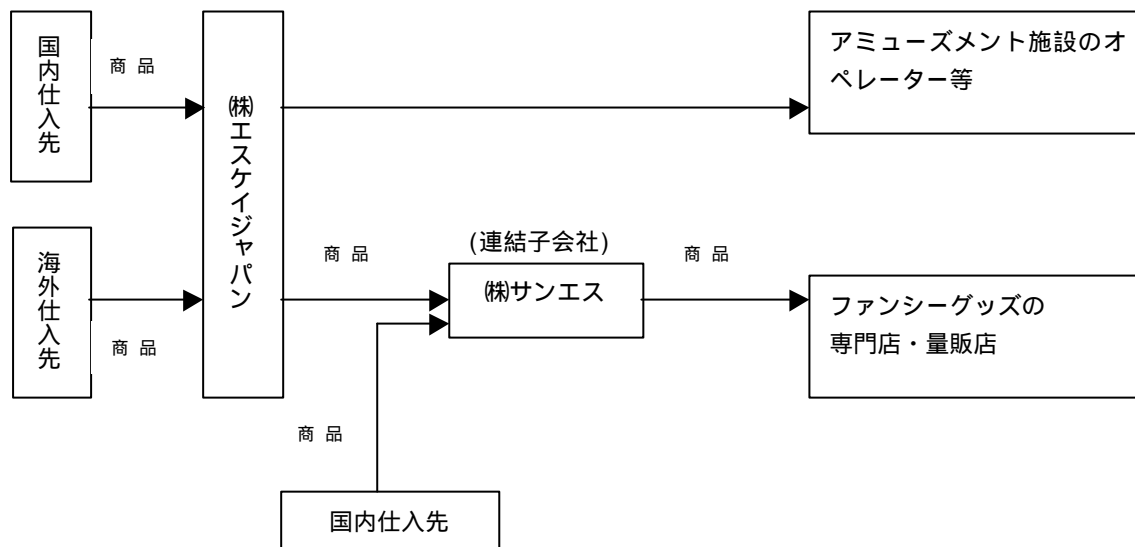 国内仕入先
商 品
㈱エスケイジャパン
アミューズメント施設のオ
ペレーター等
海外仕入先
商 品
商 品
(連結子会社)
㈱サンエス
商 品
ファンシーグッズの
専門店・量販店
商 品
国内仕入先